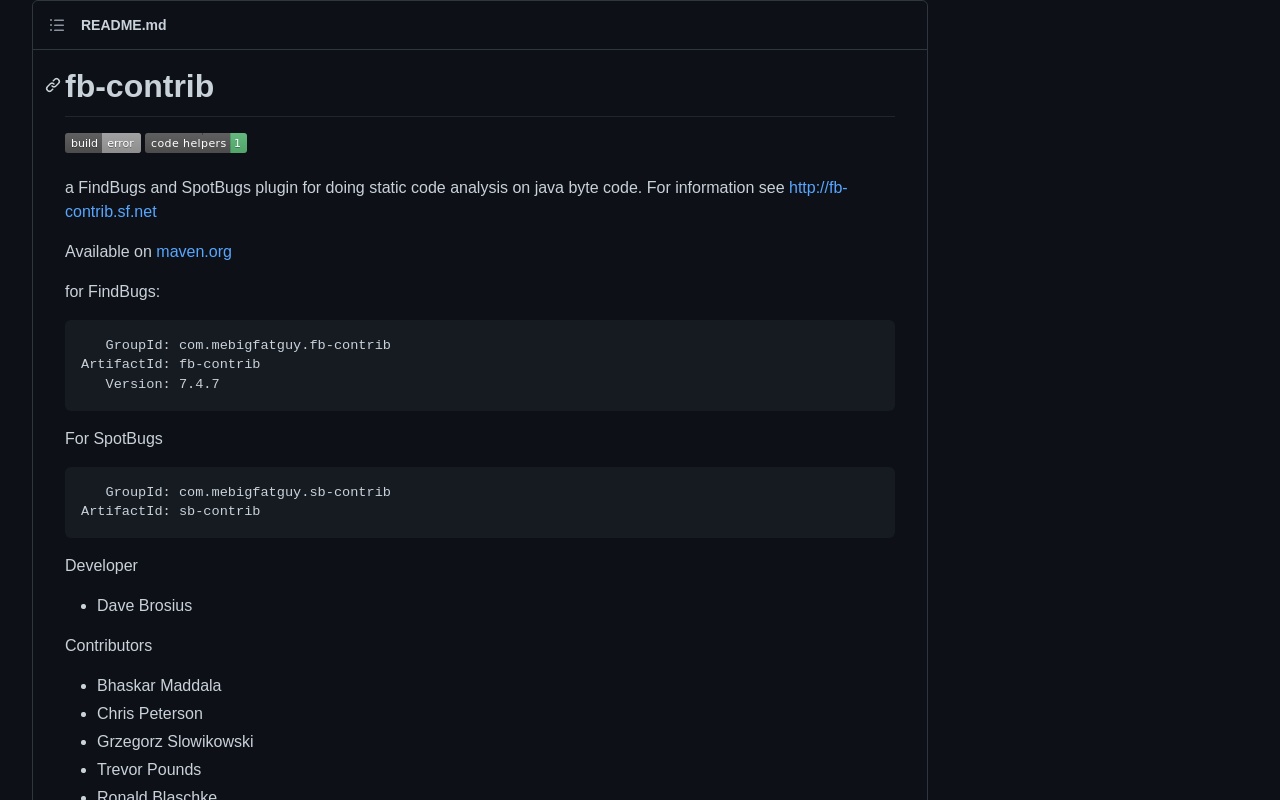 README.md
fb-contrib
build error code helpers 1
a FindBugs and SpotBugs plugin for doing static code analysis on java byte code. For information see http://fb-
contrib.sf.net
Available on maven.org
for FindBugs:
GroupId: com.mebigfatguy.fb-contrib
ArtifactId: fb-contrib
Version: 7.4.7
For SpotBugs
GroupId: com.mebigfatguy.sb-contrib
ArtifactId: sb-contrib
Developer
Dave Brosius
Contributors
Bhaskar Maddala
Chris Peterson
Grzegorz Slowikowski
Trevor Pounds
Ronald Blaschke